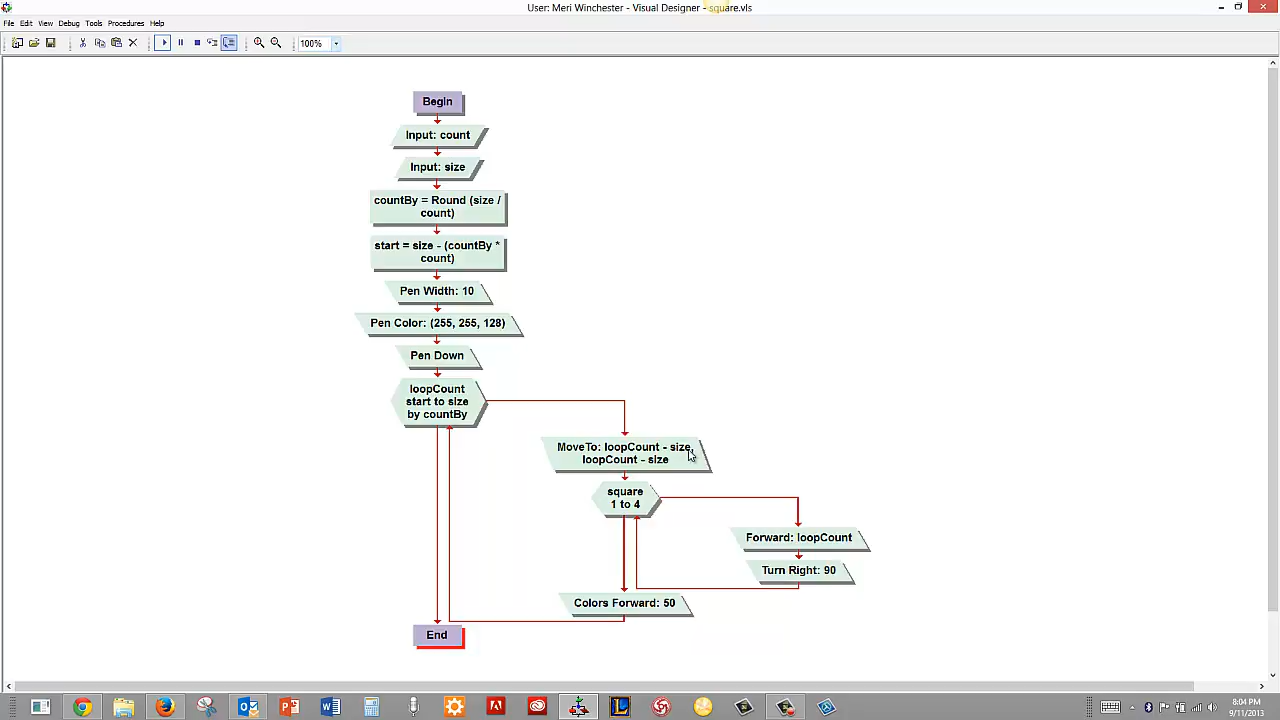 User: Meri Winchester - Visual Designer - square.vls
File Edit View Debug Tools Procedures Help
100%
Begin
Input: count
Input: size
countBy = Round (size /
count)
start = size - (countBy *
count)
Pen Width: 10
Pen Color: (255, 255, 128)
Pen Down
loopCount
start to size
by countBy
MoveTo: loopCount - size,
loopCount - size
square
1 to 4
Forward: loopCount
Turn Right: 90
Colors Forward: 50
End
8:04 PM
9/11/2013